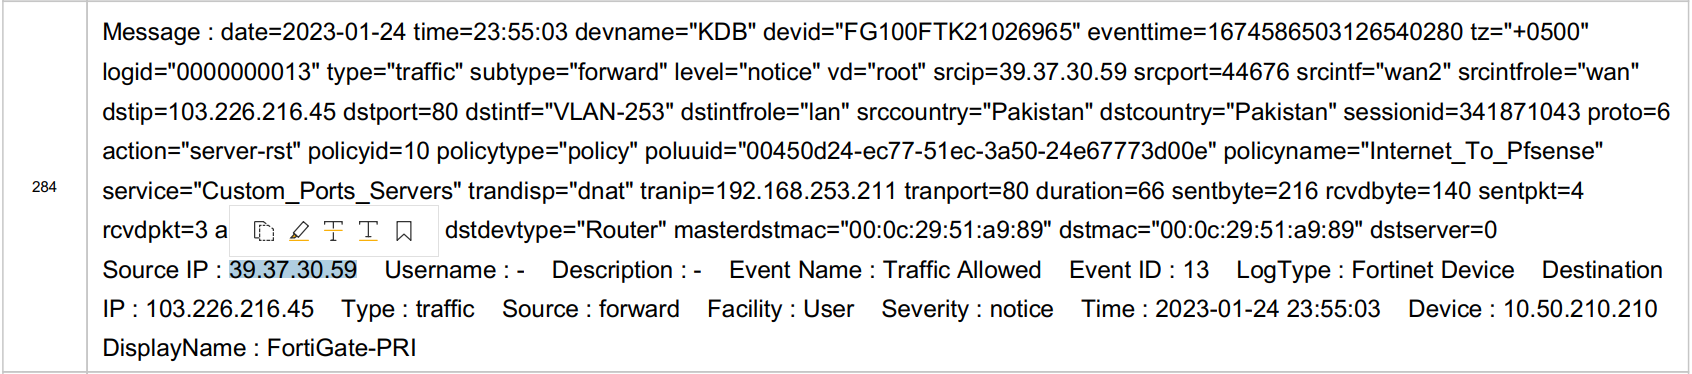 Message : date=2023-01-24 time=23:55:03 devname="KDB" devid="FG100FTK21026965" eventtime=1674586503126540280 tz="+0500"
logid="0000000013" type="traffic" subtype="forward" level="notice" vd="root" srcip=39.37.30.59 srcport=44676 srcintf="wan2" srcintfrole="wan"
dstip=103.226.216.45 dstport=80 dstintf="VLAN-253" dstintfrole="lan" srccountry="Pakistan" dstcountry="Pakistan" sessionid=341871043 proto=6
action="server-rst" policyid=10 policytype="policy" poluuid="00450d24-ec77-51ec-3a50-24e67773d00e" policyname="Internet_To_Pfsense"
284
service="Custom_Ports_Servers" trandisp="dnat" tranip=192.168.253.211 tranport=80 duration=66 sentbyte=216 rcvdbyte=140 sentpkt=4
rcvdpkt=3 a dstdevtype="Router" masterdstmac="00:0c:29:51:a9:89" dstmac="00:0c:29:51:a9:89" dstserver=0
Source IP : 39.37.30.59 Username : - Description : - Event Name : Traffic Allowed Event ID : 13 LogType : Fortinet Device Destination
IP : 103.226.216.45 Type : traffic Source : forward Facility : User Severity : notice Time : 2023-01-24 23:55:03 Device : 10.50.210.210
DisplayName : FortiGate-PRI